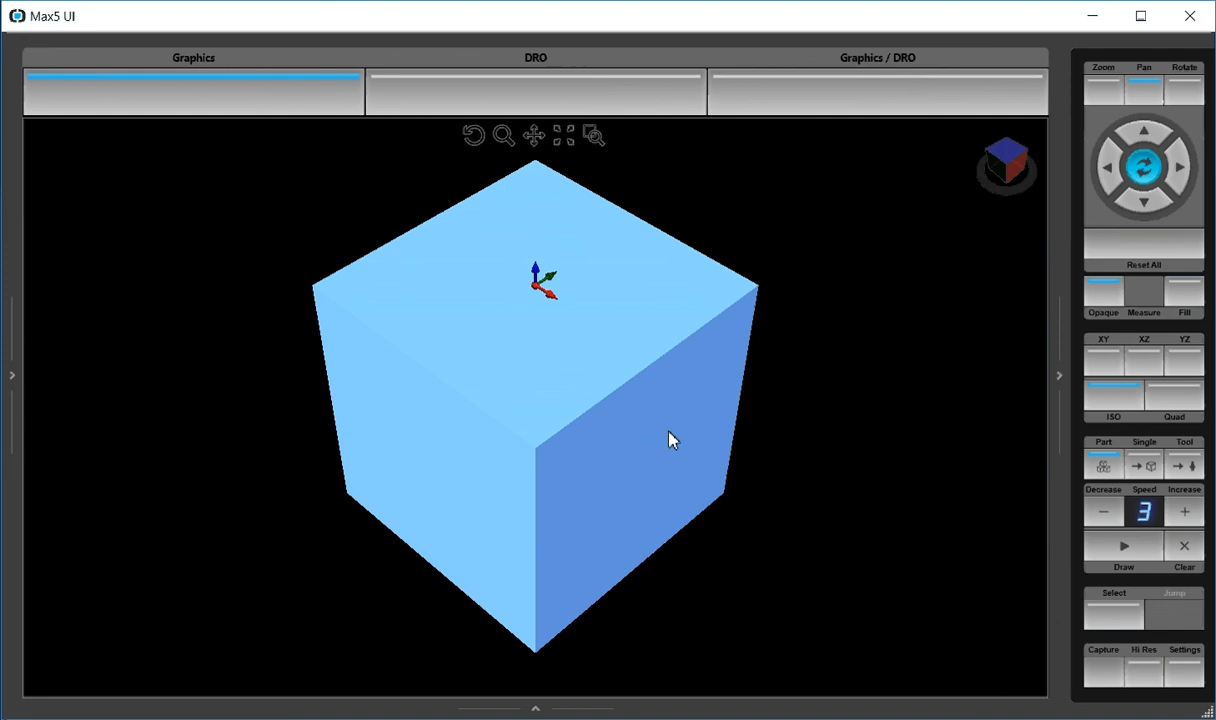 Max5 UI
Graphics DRO Graphics / DRO
Zoom Pan Rotate
Reset All
Opaque Measure Fill
XY XZ YZ
ISO Quad
Part Single Tool
Decrease Speed Increase
3
Draw Clear
Select Jump
Capture Hi Res Settings